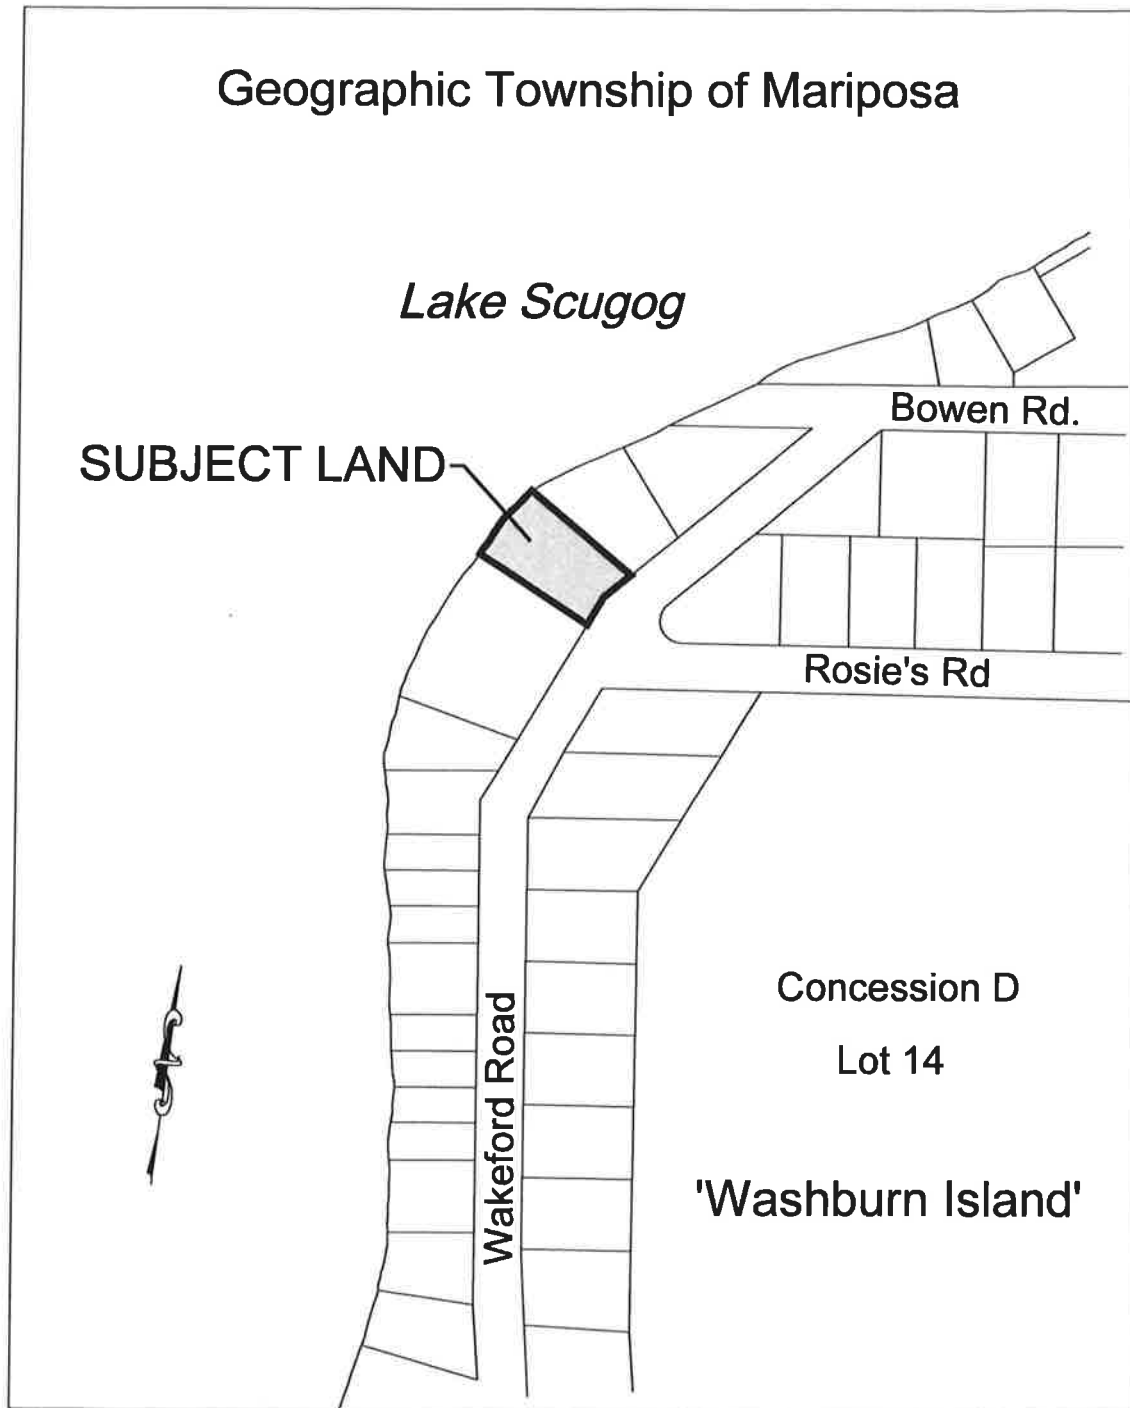 Geographic Township of Mariposa
Lake Scugog
Bowen Rd.
SUBJECT LAND
Rosie's Rd
Concession D
Lot 14
Wakeford Road
'Washburn Island'